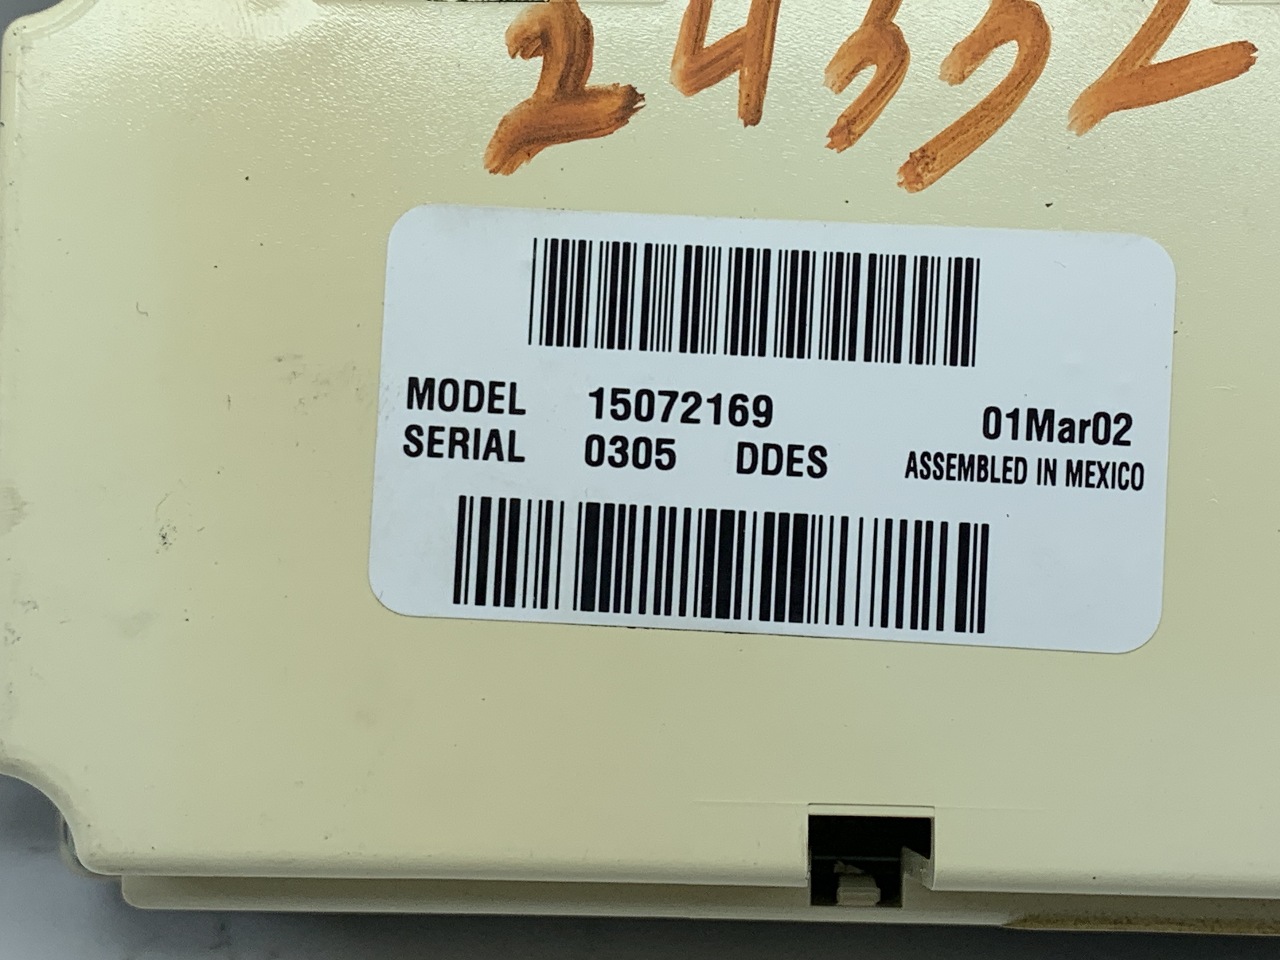 MODEL 15072169 01Mar02
SERIAL 0305 DDES ASSEMBLED IN MEXICO